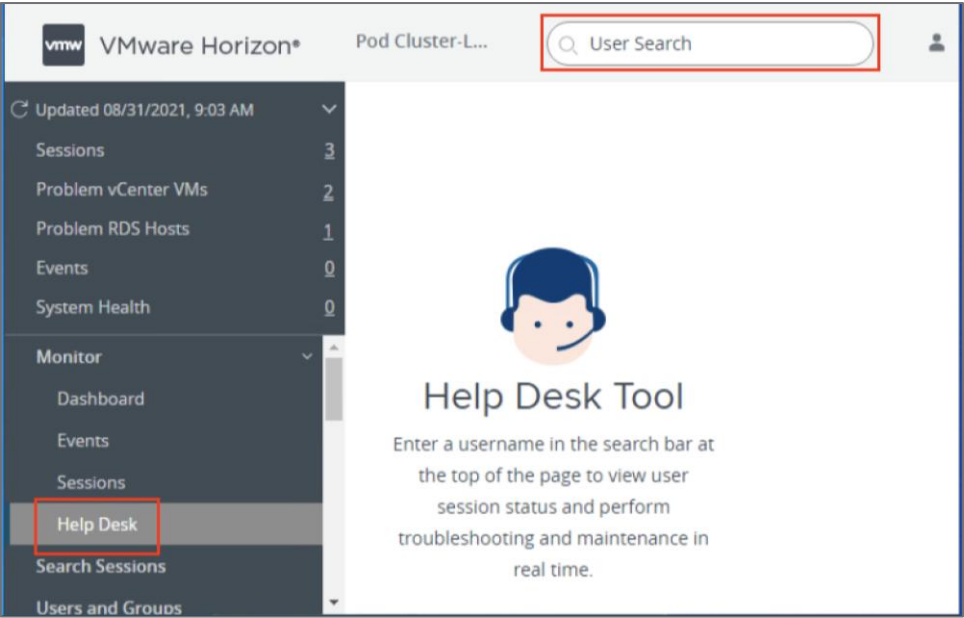 vmw VMware Horizon® Pod Cluster-L... User Search
Updated 08/31/2021, 9:03 AM
Sessions 3
Problem vCenter VMs 2
Problem RDS Hosts 1
Events 0
System Health 0
Monitor
Dashboard
Events
Sessions
Help Desk
Search Sessions
Users and Groups
Help Desk Tool
Enter a username in the search bar at
the top of the page to view user
session status and perform
troubleshooting and maintenance in
real time.